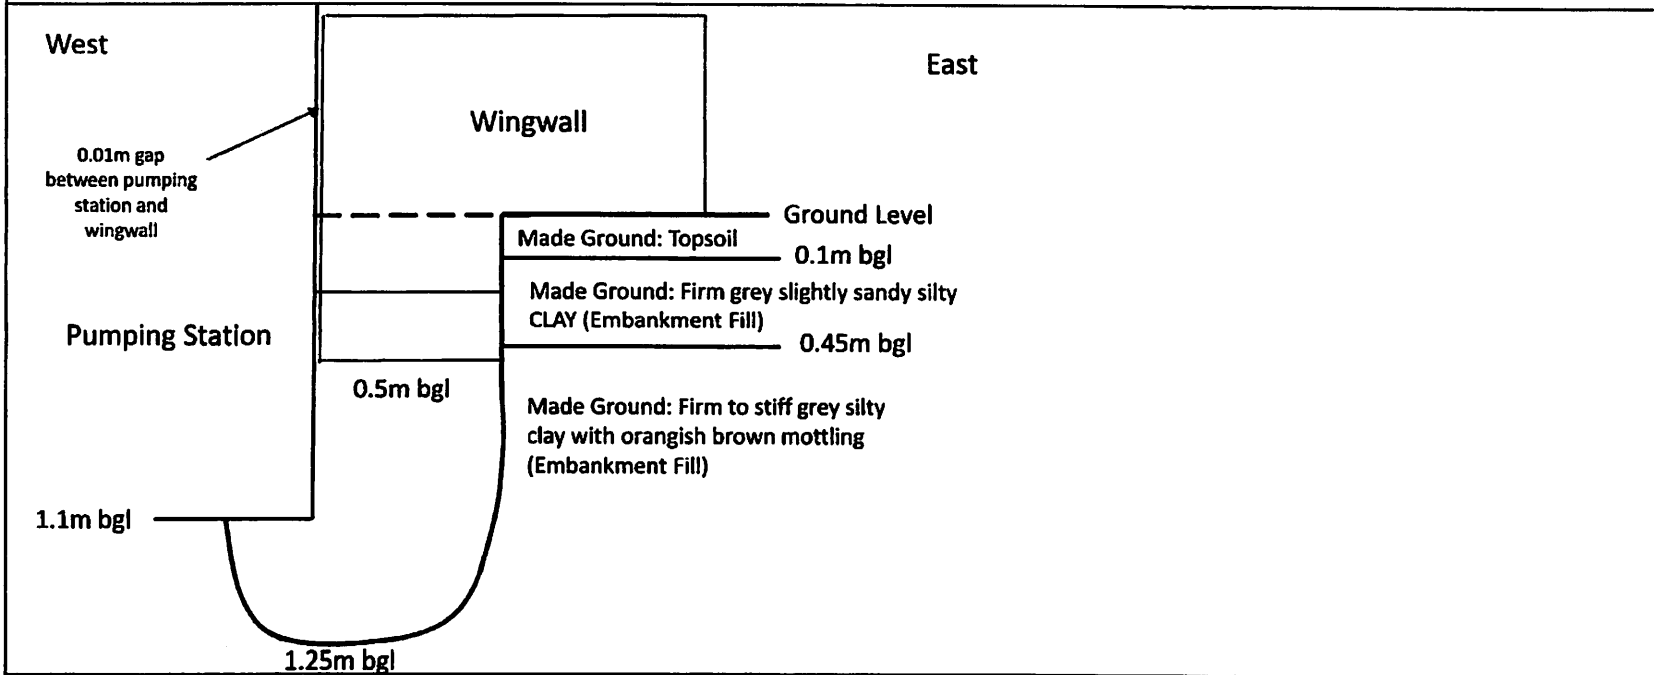 West
East
Wingwall
0.01m gap
between pumping
station and
wingwall
Ground Level
Made Ground: Topsoil
0.1m bgl
Made Ground: Firm grey slightly sandy silty
CLAY (Embankment Fill)
Pumping Station
0.45m bgl
0.5m bgl
Made Ground: Firm to stiff grey silty
clay with orangish brown mottling
(Embankment Fill)
1.1m bgl
1.25m bgl